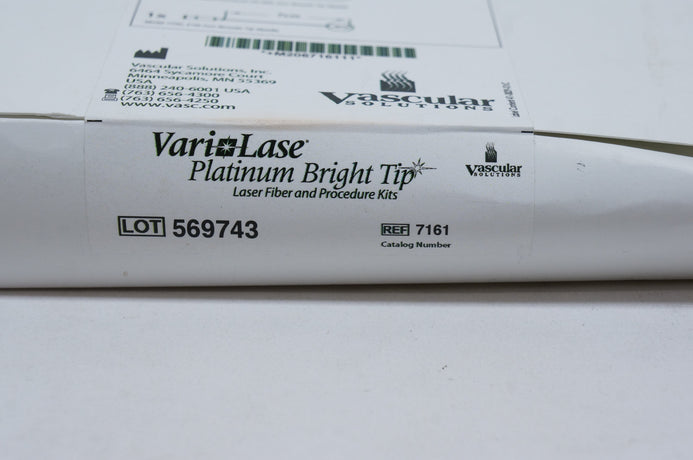 1x
*+M206716111*
Vascular Solutions, Inc.
6464 Sycamore Court
Minneapolis, MN 55369
USA
(888) 240-6001 USA
(763) 656-4300
(763) 656-4250
www.vasc.com
Vascular
SOLUTIONS
Vari Lase®
Platinum Bright Tip
Laser Fiber and Procedure Kits
Vascular
SOLUTIONS
LOT 569743
REF 7161
Catalog Number